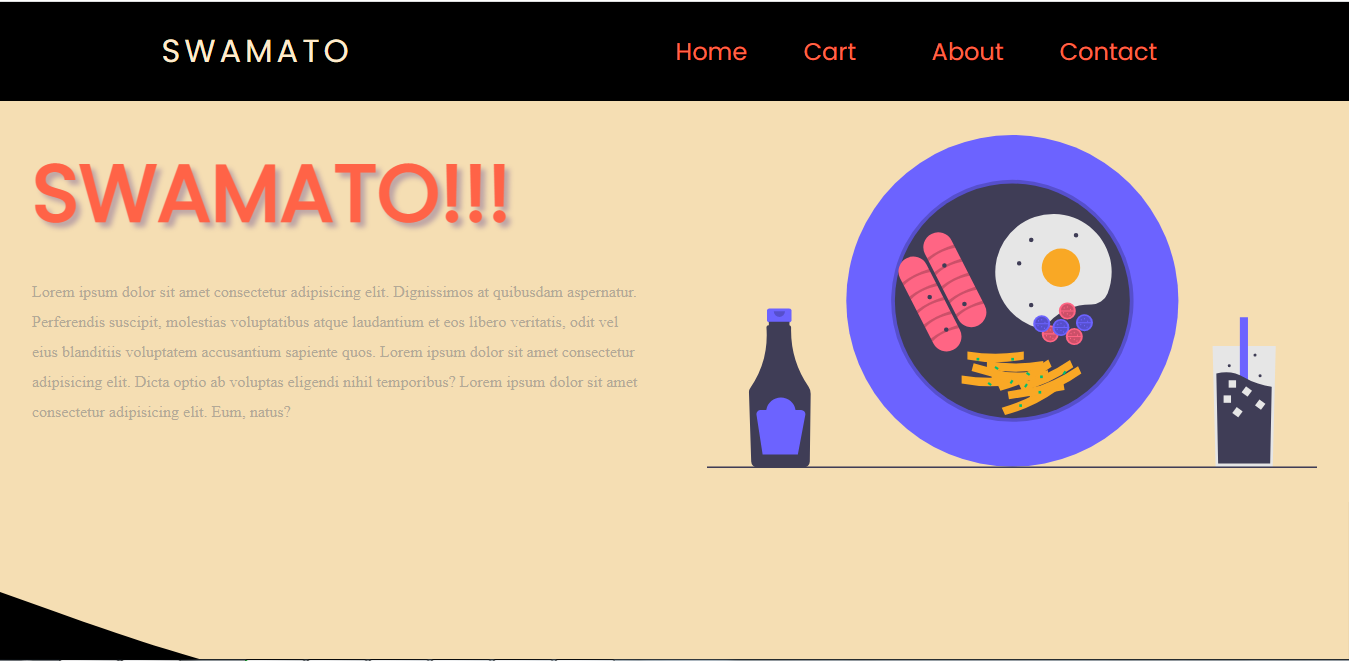 SWAMATO
Home Cart About Contact
SWAMATO!!!
Lorem ipsum dolor sit amet consectetur adipisicing elit. Dignissimos at quibusdam aspernatur.
Perferendis suscipit, molestias voluptatibus atque laudantium et eos libero veritatis, odit vel
eius blanditiis voluptatem accusantium sapiente quos. Lorem ipsum dolor sit amet consectetur
adipisicing elit. Dicta optio ab voluptas eligendi nihil temporibus? Lorem ipsum dolor sit amet
consectetur adipisicing elit. Eum, natus?